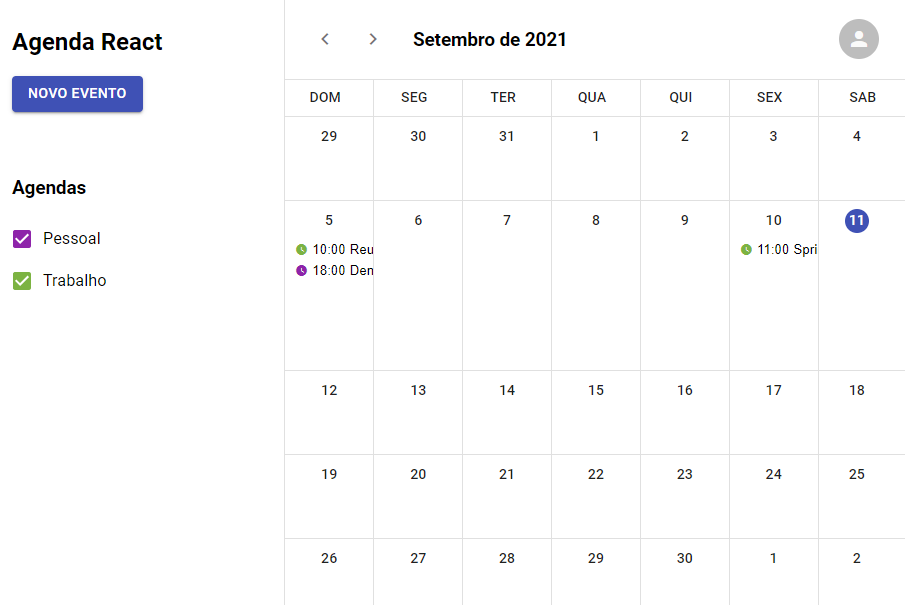 Agenda React
NOVO EVENTO
Agendas
Pessoal
Trabalho
Setembro de 2021
DOM SEG TER QUA QUI SEX SAB
29 30 31 1 2 3 4
5 6 7 8 9 10 11
10:00 Reu 11:00 Spri
18:00 Den
12 13 14 15 16 17 18
19 20 21 22 23 24 25
26 27 28 29 30 1 2